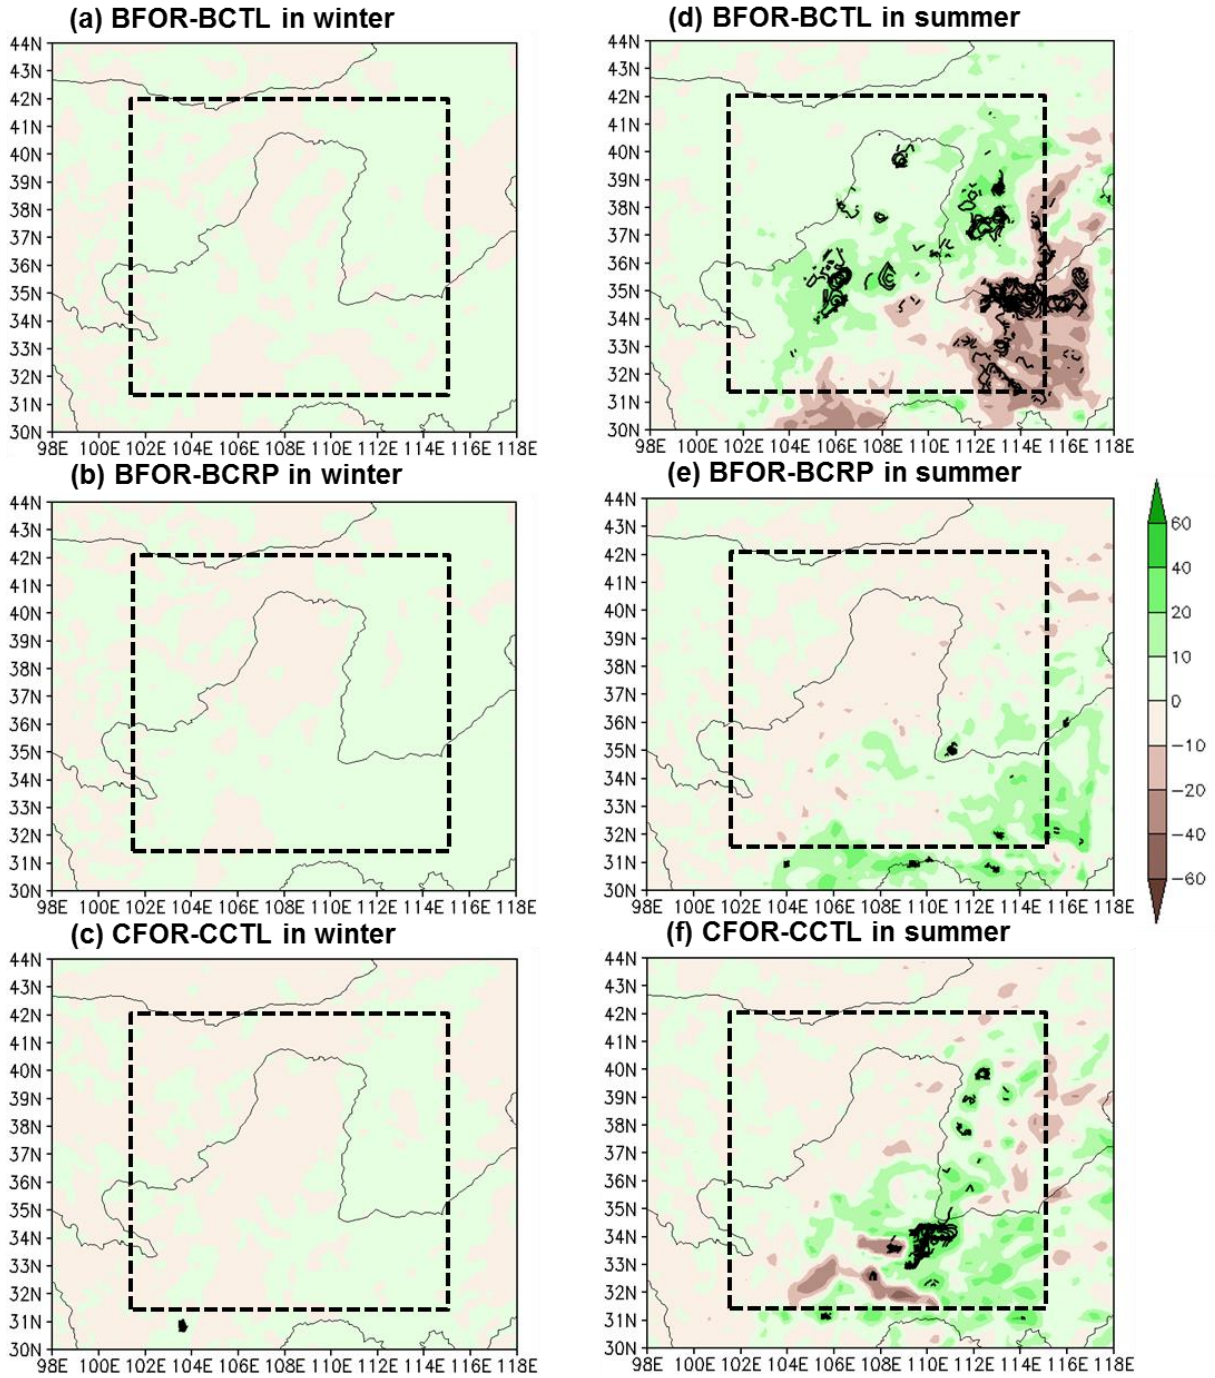 (a) BFOR-BCTL in winter
44N
43N
42N
41N
40N
39N
38N
37N
36N
35N
34N
33N
32N
31N
30N
98E 100E 102E 104E 106E 108E 110E 112E 114E 116E 118E
(d) BFOR-BCTL in summer
44N
43N
42N
41N
40N
39N
38N
37N
36N
35N
34N
33N
32N
31N
30N
98E 100E 102E 104E 106E 108E 110E 112E 114E 116E 118E
(b) BFOR-BCRP in winter
44N
43N
42N
41N
40N
39N
38N
37N
36N
35N
34N
33N
32N
31N
30N
98E 100E 102E 104E 106E 108E 110E 112E 114E 116E 118E
(e) BFOR-BCRP in summer
44N
43N
42N
41N
40N
39N
38N
37N
36N
35N
34N
33N
32N
31N
30N
98E 100E 102E 104E 106E 108E 110E 112E 114E 116E 118E
60
40
20
10
0
-10
-20
-40
-60
(c) CFOR-CCTL in winter
44N
43N
42N
41N
40N
39N
38N
37N
36N
35N
34N
33N
32N
31N
30N
98E 100E 102E 104E 106E 108E 110E 112E 114E 116E 118E
(f) CFOR-CCTL in summer
44N
43N
42N
41N
40N
39N
38N
37N
36N
35N
34N
33N
32N
31N
30N
98E 100E 102E 104E 106E 108E 110E 112E 114E 116E 118E